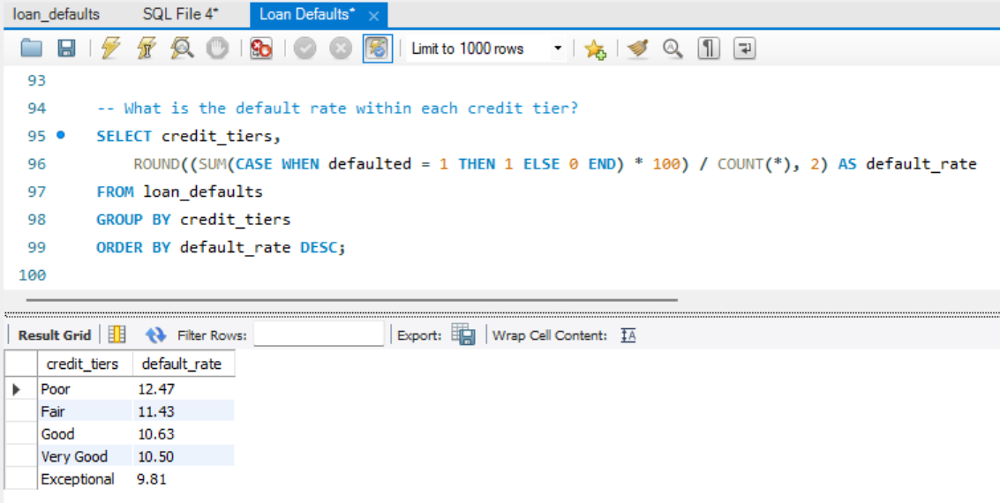 loan_defaults SQL File 4* Loan Defaults* ×
Limit to 1000 rows
93
94 -- What is the default rate within each credit tier?
95 SELECT credit_tiers,
96 ROUND((SUM(CASE WHEN defaulted = 1 THEN 1 ELSE 0 END) * 100) / COUNT(*), 2) AS default_rate
97 FROM loan_defaults
98 GROUP BY credit_tiers
99 ORDER BY default_rate DESC;
100
Result Grid Filter Rows: Export: Wrap Cell Content: IA
credit_tiers default_rate
Poor 12.47
Fair 11.43
Good 10.63
Very Good 10.50
Exceptional 9.81